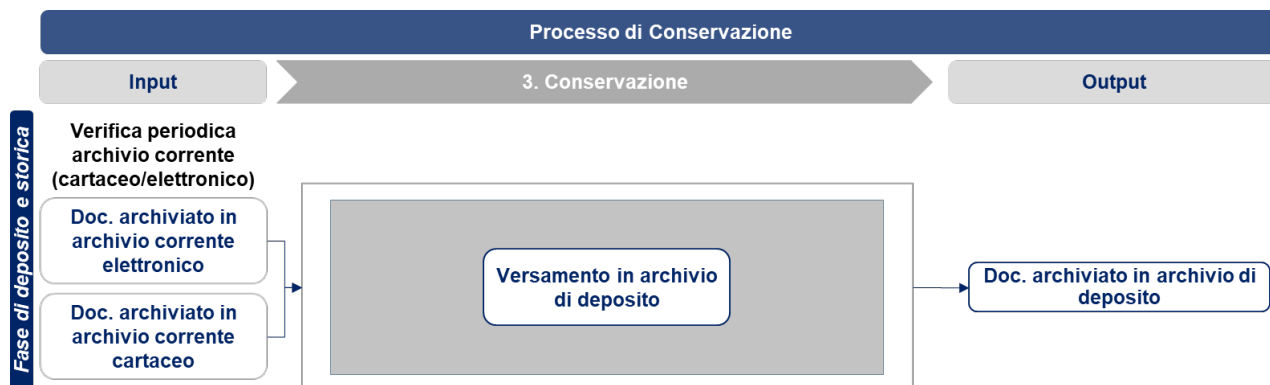 Processo di Conservazione
Input
3. Conservazione
Output
Fase di deposito e storica
Verifica periodica
archivio corrente
(cartaceo/elettronico)
Doc. archiviato in
archivio corrente
elettronico
Doc. archiviato in
archivio corrente
cartaceo
Versamento in archivio
di deposito
Doc. archiviato in archivio di
deposito